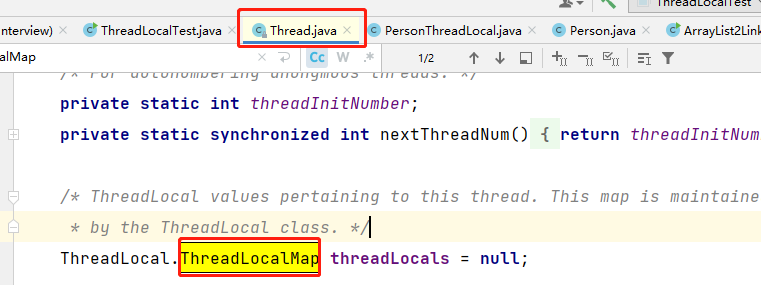 ThreadLocalTest
nterview)
ThreadLocalTest.java
Thread.java
PersonThreadLocal.java
Person.java
ArrayList2Link
alMap
Cc
W
.*
1/2
/* For autonumbering anonymous threads. */
private static int threadInitNumber;
private static synchronized int nextThreadNum() { return threadInitNum
/* ThreadLocal values pertaining to this thread. This map is maintaine
* by the ThreadLocal class. */
ThreadLocal.ThreadLocalMap threadLocals = null;